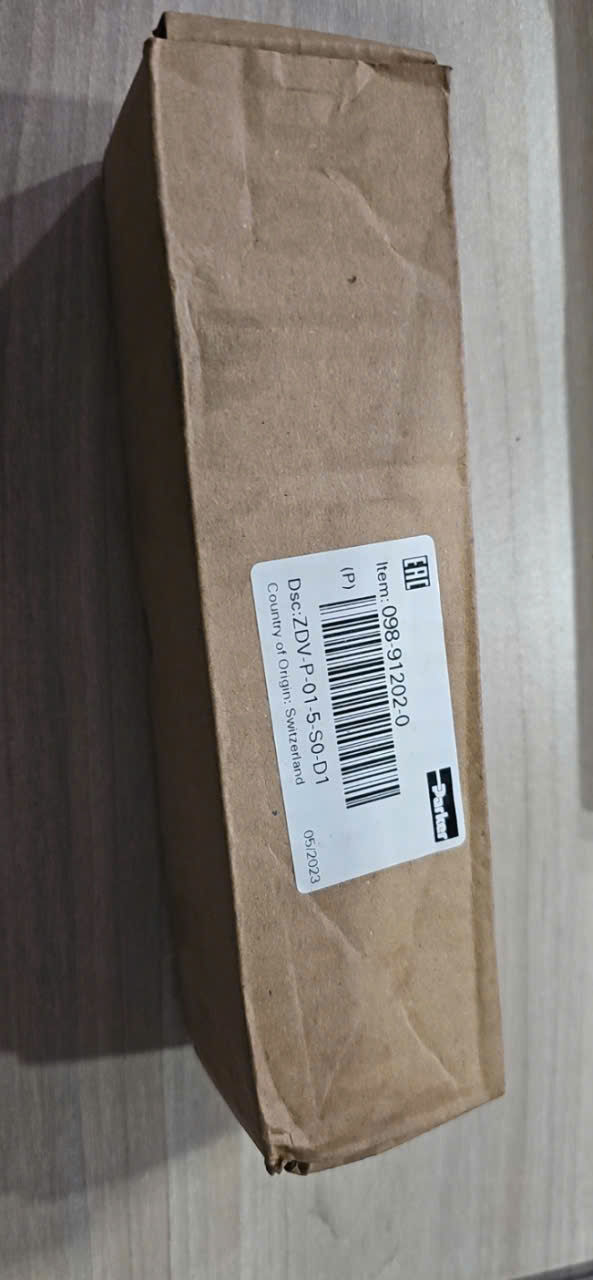 EAC
Parker
Item: 098-91202-0
(P)
Dsc:ZDV-P-01-5-S0-D1
Country of Origin: Switzerland
05/2023